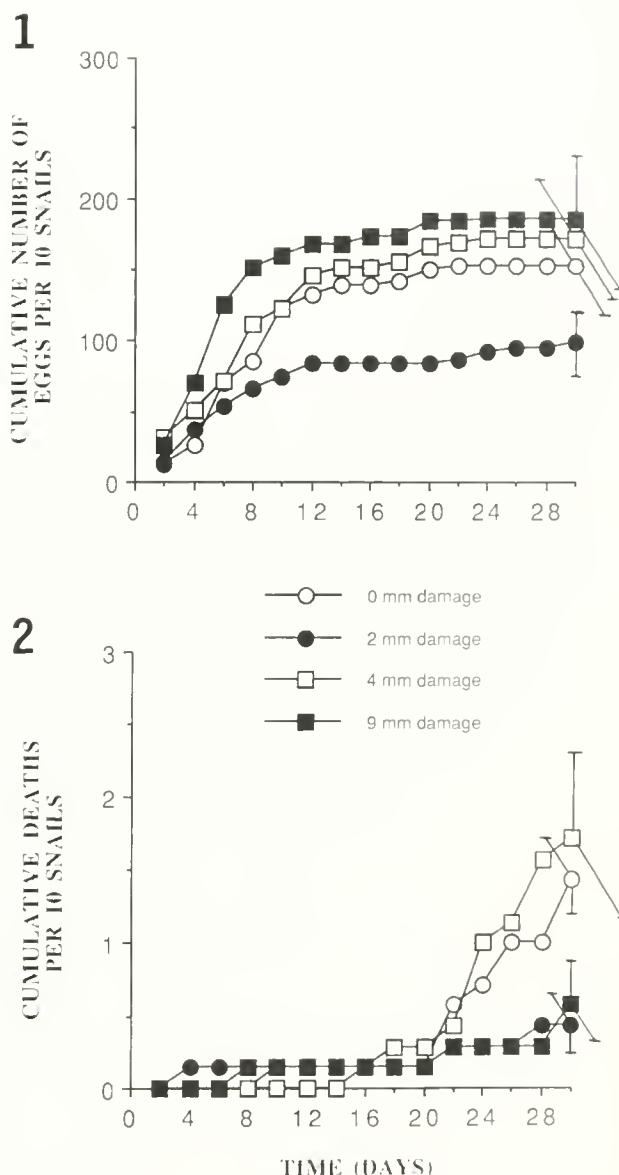 1
CUMULATIVE NUMBER OF
EGGS PER 10 SNAILS
300
200
100
0
0 4 8 12 16 20 24 28
0 mm damage
2 mm damage
4 mm damage
9 mm damage
2
CUMULATIVE DEATHS
PER 10 SNAILS
3
2
1
0
0 4 8 12 16 20 24 28
TIME (DAYS)